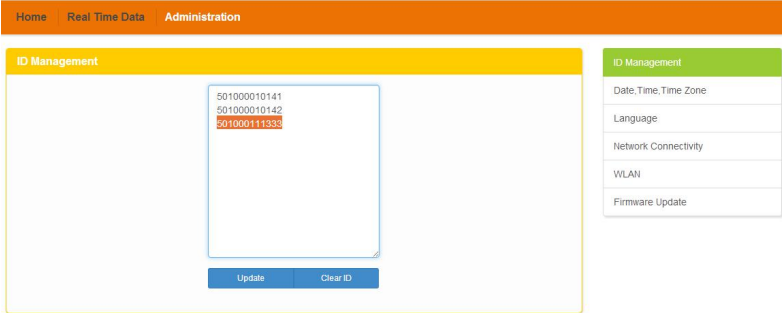 Home Real Time Data Administration
ID Management
501000010141
501000010142
501000111333
Update Clear ID
ID Management
Date,Time,Time Zone
Language
Network Connectivity
WLAN
Firmware Update